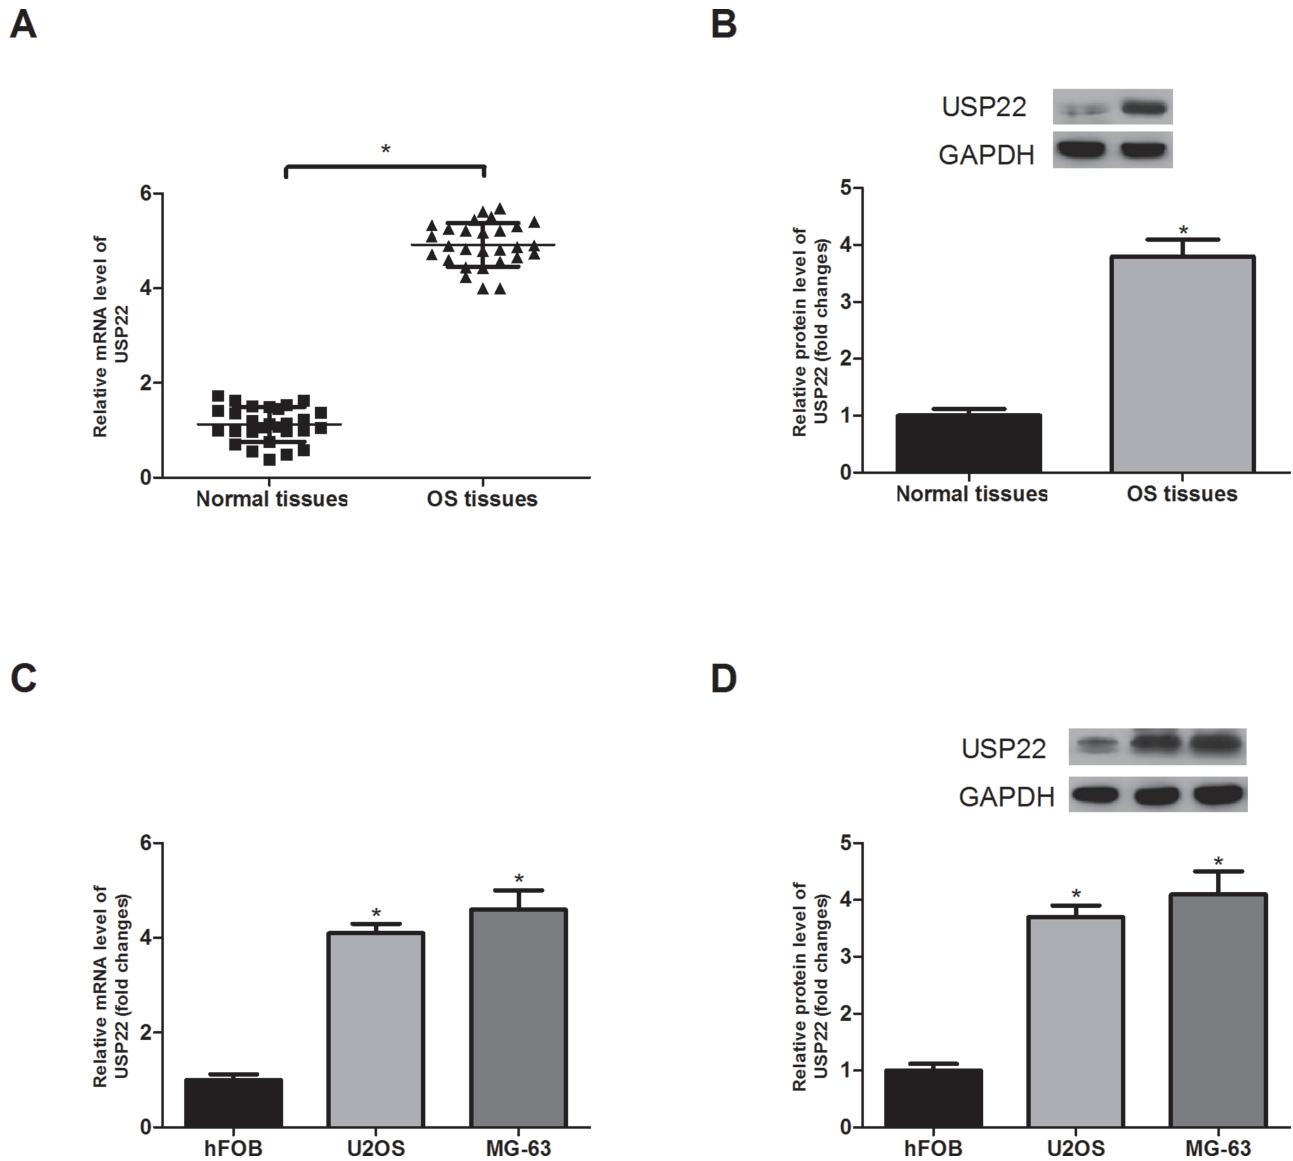 A
*
Relative mRNA level of
USP22
6
4
2
0
Normal tissues
OS tissues
B
USP22
GAPDH
Relative protein level of
USP22 (fold changes)
5
4
3
2
1
0
*
Normal tissues
OS tissues
C
Relative mRNA level of
USP22 (fold changes)
6
4
2
0
*
*
hFOB
U2OS
MG-63
D
USP22
GAPDH
Relative protein level of
USP22 (fold changes)
5
4
3
2
1
0
*
*
hFOB
U2OS
MG-63